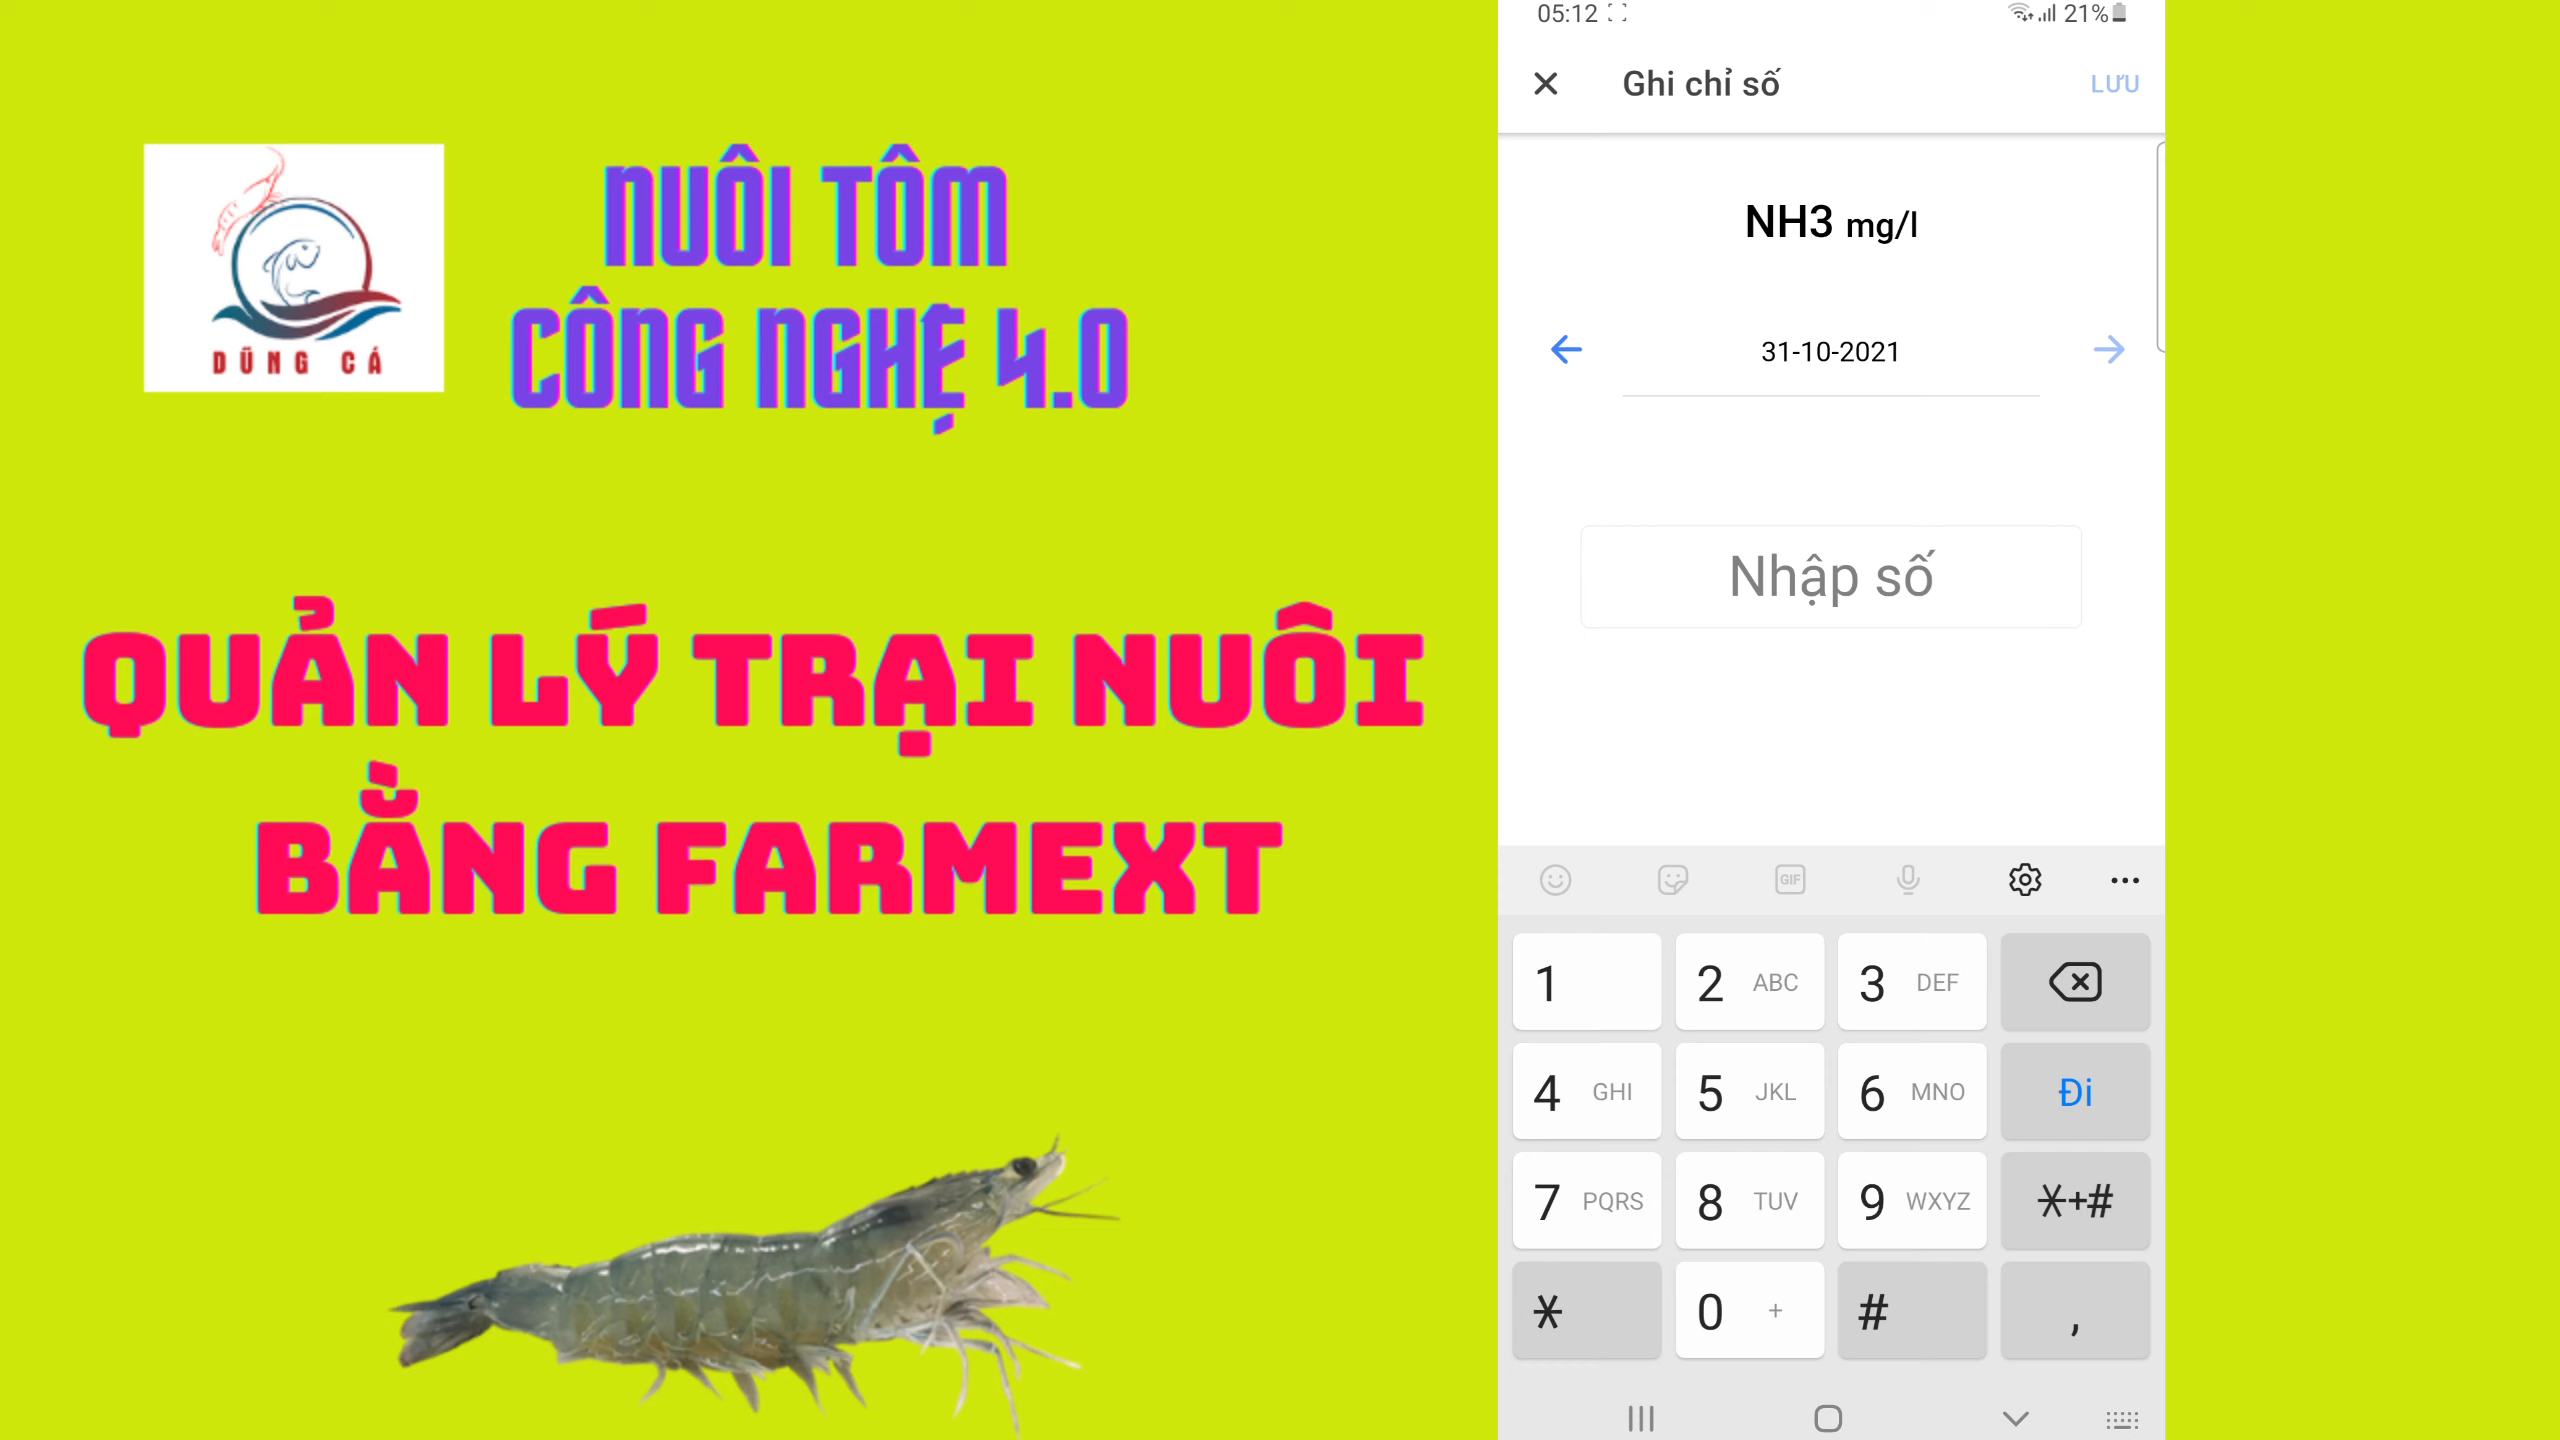 DŨNG CÁ
NUÔI TÔM
CÔNG NGHỆ 4.0
QUẢN LÝ TRẠI NUÔI
BẰNG FARMEXT
05:12
21%
Ghi chỉ số
LƯU
NH3 mg/l
31-10-2021
Nhập số
GIF
1
2 ABC
3 DEF
4 GHI
5 JKL
6 MNO
Đi
7 PQRS
8 TUV
9 WXYZ
*+#
*
0 +
#
,